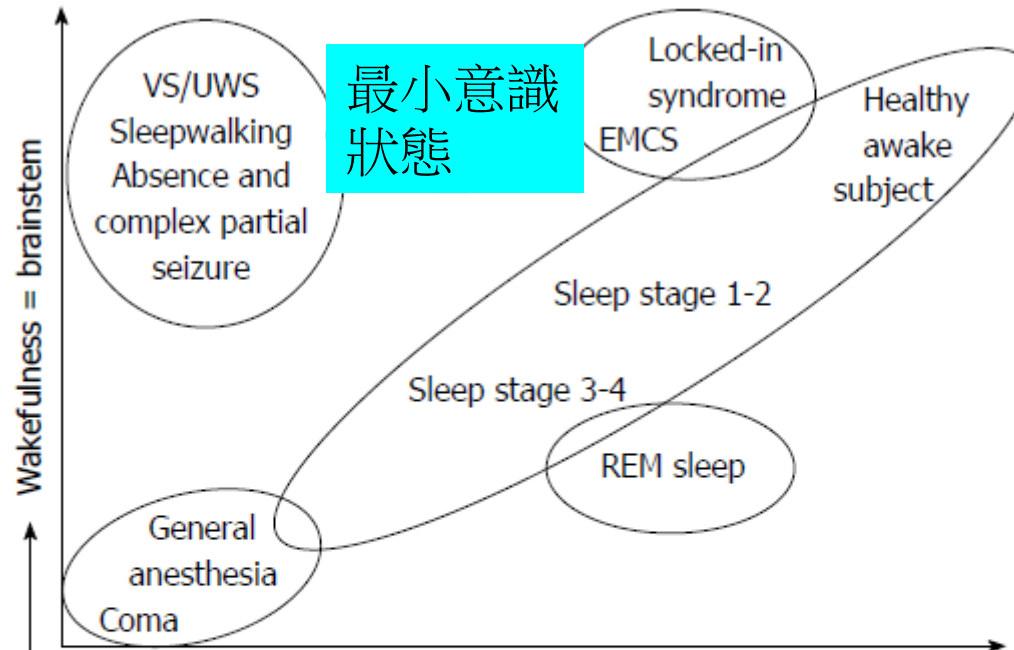 VS/UWS
Sleepwalking
Absence and
complex partial
seizure
最小意識
狀態
Locked-in
syndrome
EMCS
Healthy
awake
subject
Sleep stage 1-2
Sleep stage 3-4
REM sleep
General
anesthesia
Coma
Wakefulness = brainstem